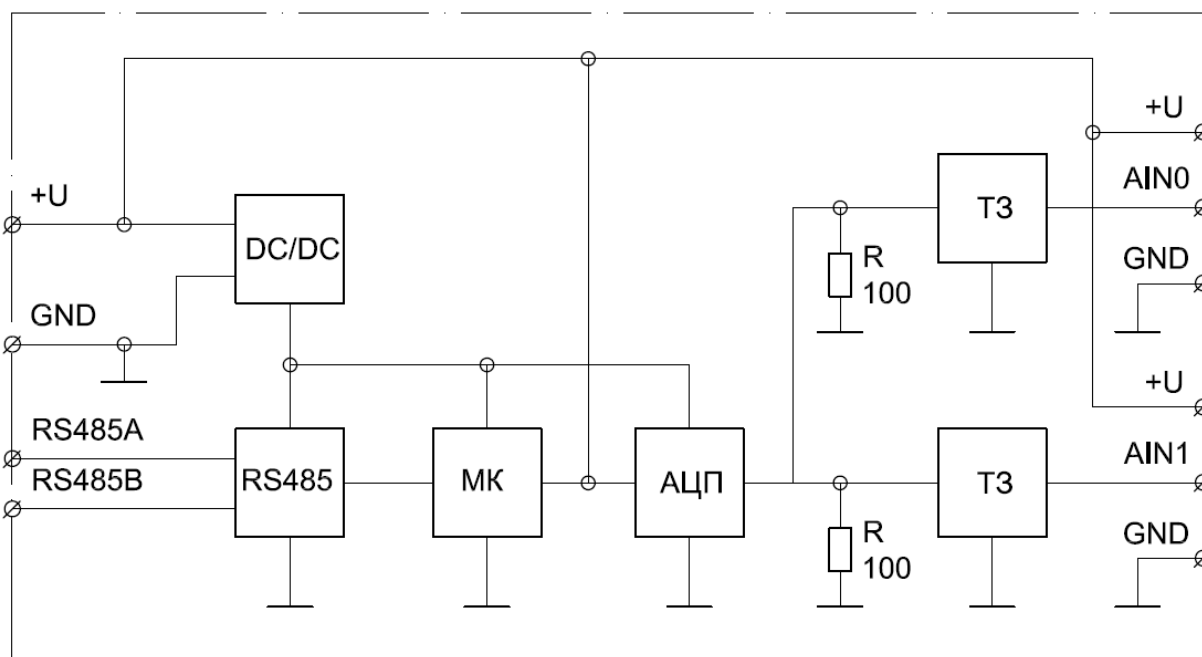 +U
+U
AIN0
ТЗ
DC/DC
R
100
GND
GND
+U
RS485A
RS485B
RS485
МК
АЦП
ТЗ
AIN1
R
100
GND